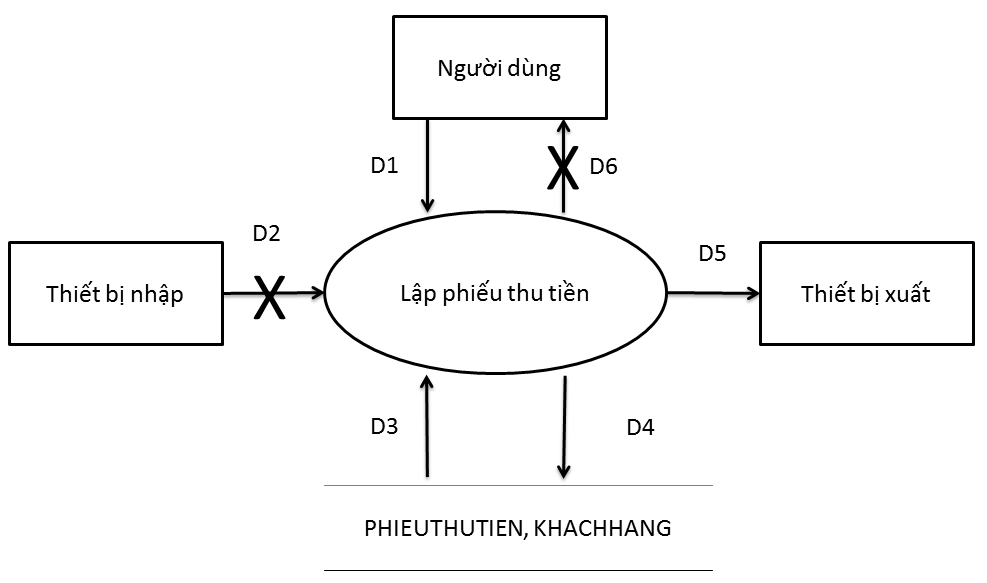 Người dùng
D1
D6
D2
D5
Thiết bị nhập
Lập phiếu thu tiền
Thiết bị xuất
D3
D4
PHIEUTHUTIEN, KHACHHANG